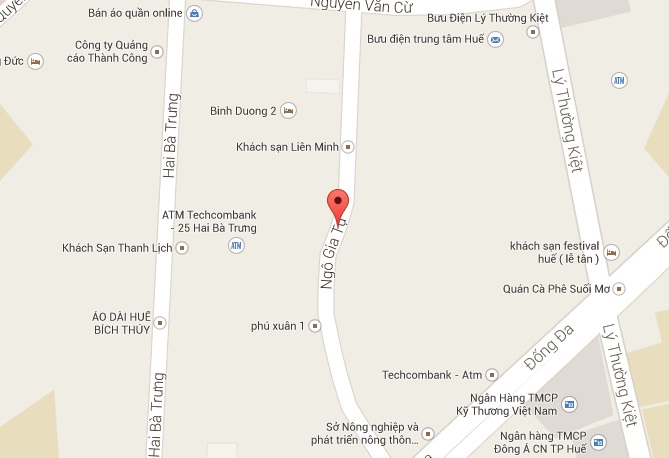 Nguyễn Văn Cừ
Bán áo quần online
Bưu Điện Lý Thường Kiệt
Bưu điện trung tâm Huế
Công ty Quảng
cáo Thành Công
Đức
Lý Thường Kiệt
ATM
Hai Bà Trưng
Binh Duong 2
Khách sạn Liên Minh
ATM Techcombank
- 25 Hai Bà Trưng
ATM
Khách Sạn Thanh Lịch
Ngô Gia Tự
khách sạn festival
huế ( lễ tân )
Quán Cà Phê Suối Mơ
ÁO DÀI HUẾ
BÍCH THỦY
phú xuân 1
Đống Đa
Lý Thường Kiệt
Techcombank - Atm
Hai Bà Trưng
Ngân Hàng TMCP
Kỹ Thương Việt Nam
Sở Nông nghiệp và
phát triển nông thôn...
Ngân hàng TMCP
Đông Á CN TP Huế